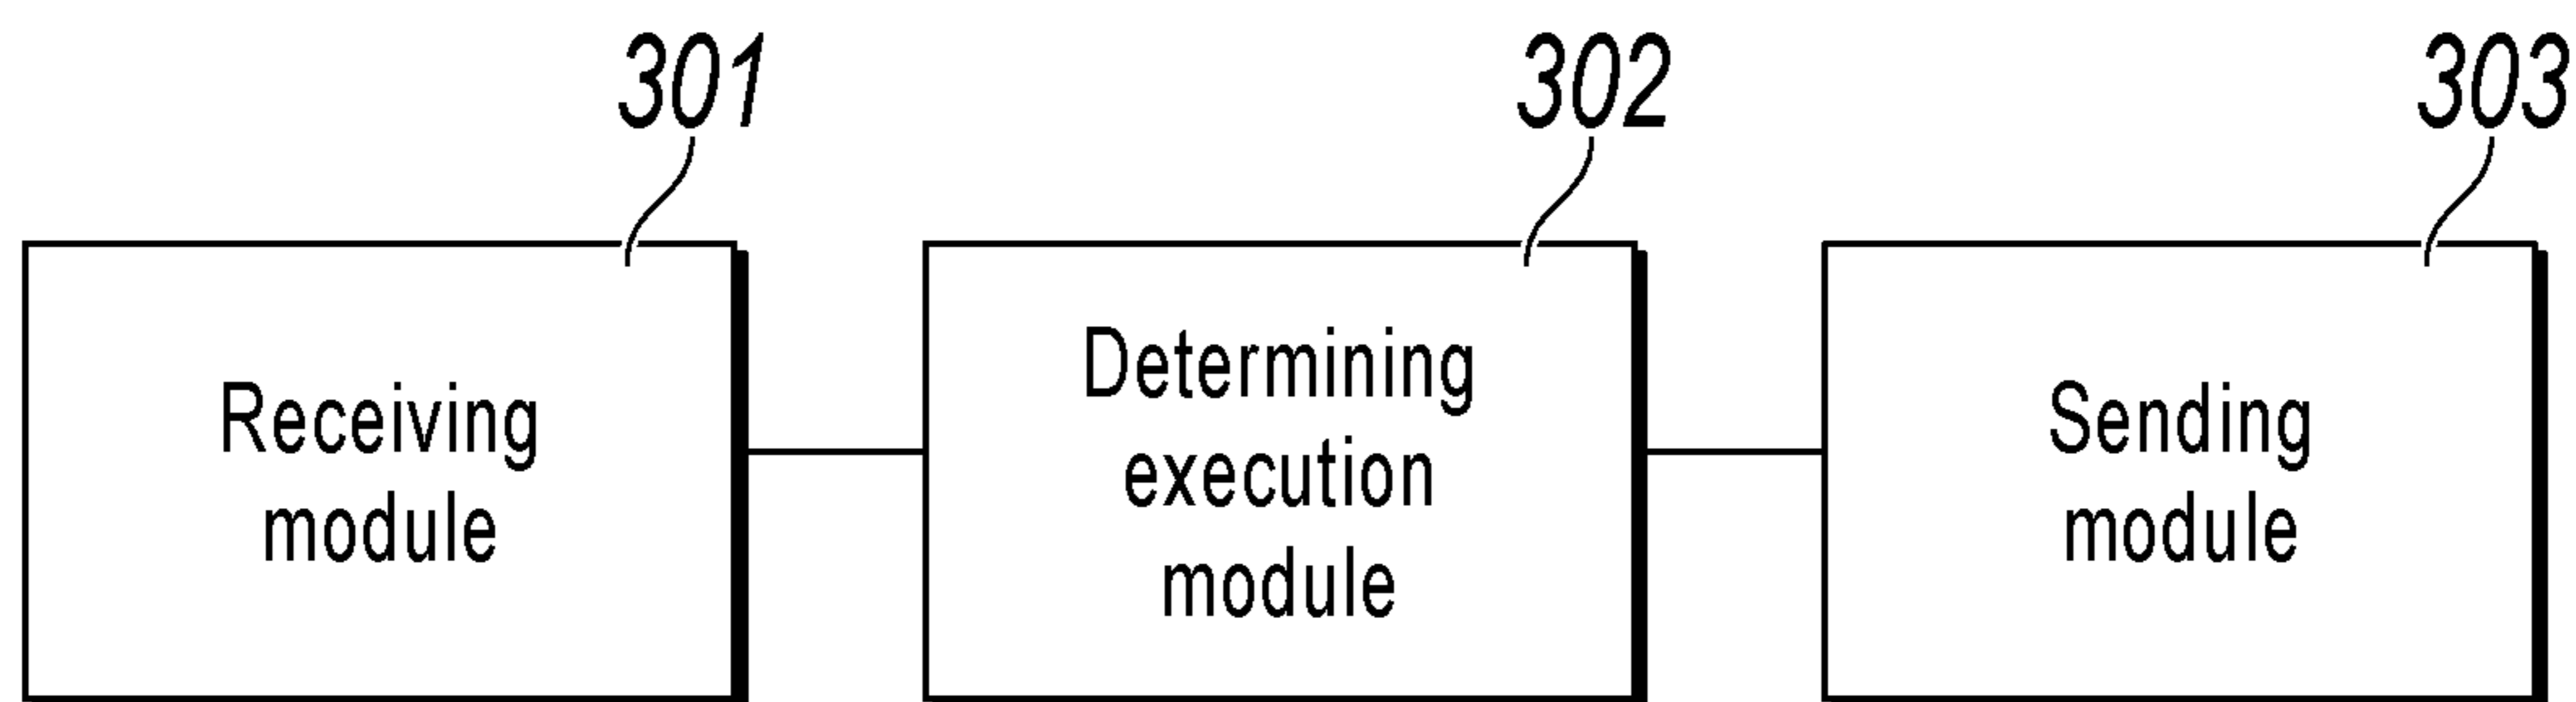 301
302
303
Receiving
module
Determining
execution
module
Sending
module